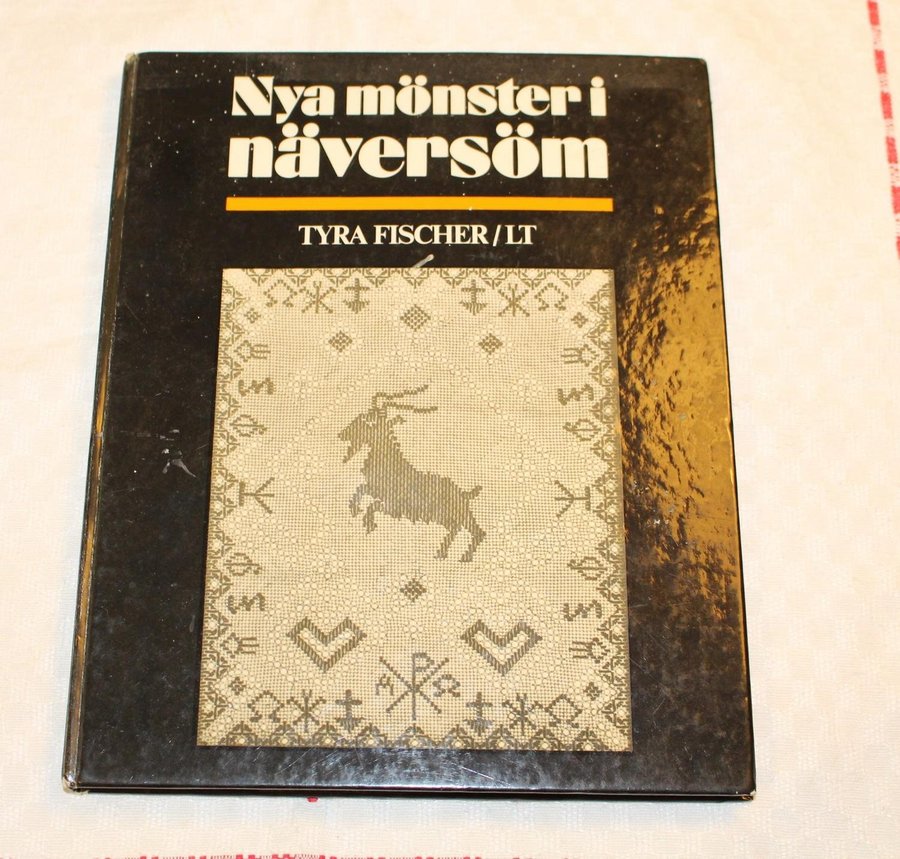 Nya mönster i
näversöm
TYRA FISCHER/LT